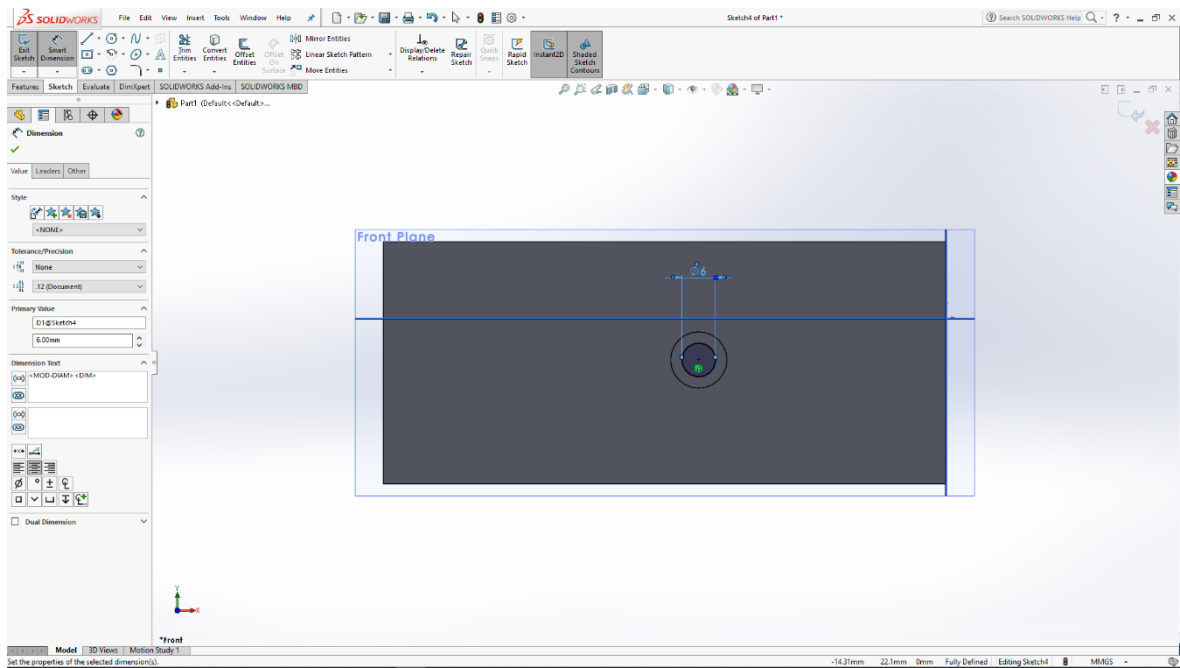 SOLIDWORKS File Edit View Insert Tools Window Help Sketch4 of Part1 * Search SOLIDWORKS Help
Exit Sketch
Smart Dimension
Trim Entities
Convert Entities
Offset Entities
Offset On Surface
Mirror Entities
Linear Sketch Pattern
Move Entities
Display/Delete Relations
Repair Sketch
Quick Snaps
Rapid Sketch
Instant2D
Shaded Sketch Contours
Features Sketch Evaluate DimXpert SOLIDWORKS Add-Ins SOLIDWORKS MBD
Part1 (Default<<Default>...
Dimension
Value Leaders Other
Style
<NONE>
Tolerance/Precision
None
.12 (Document)
Primary Value
D1@Sketch4
6.00mm
Dimension Text
<MOD-DIAM><DIM>
Dual Dimension
Front Plane
Ø6
Y
X
*Front
Model 3D Views Motion Study 1
Set the properties of the selected dimension(s). -14.31mm 22.1mm 0mm Fully Defined Editing Sketch4 MMGS